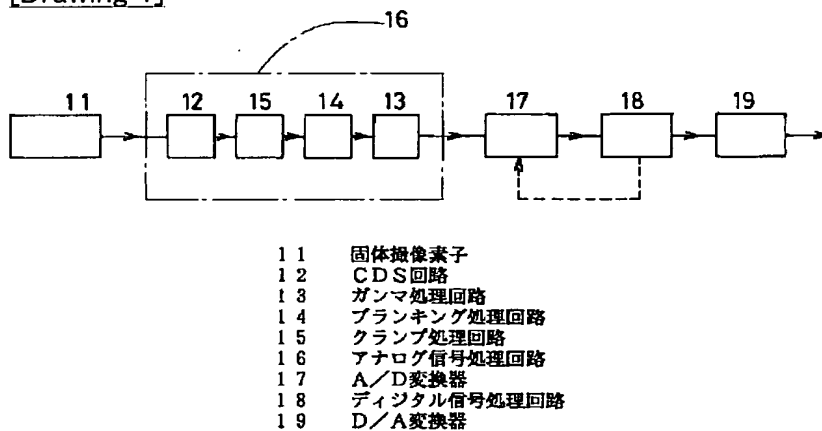 [Drawing 1]
16
11 12 15 14 13 17 18 19
11 固体撮像素子
12 CDS回路
13 ガンマ処理回路
14 ブランキング処理回路
15 クランプ処理回路
16 アナログ信号処理回路
17 A/D変換器
18 ディジタル信号処理回路
19 D/A変換器